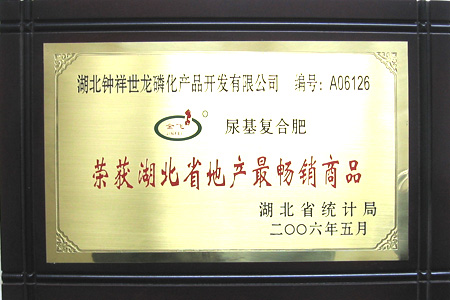 湖北钟祥世龙磷化产品开发有限公司 编号：A06126
尿基复合肥
荣获湖北省地产最畅销商品
湖北省统计局
二〇〇六年五月